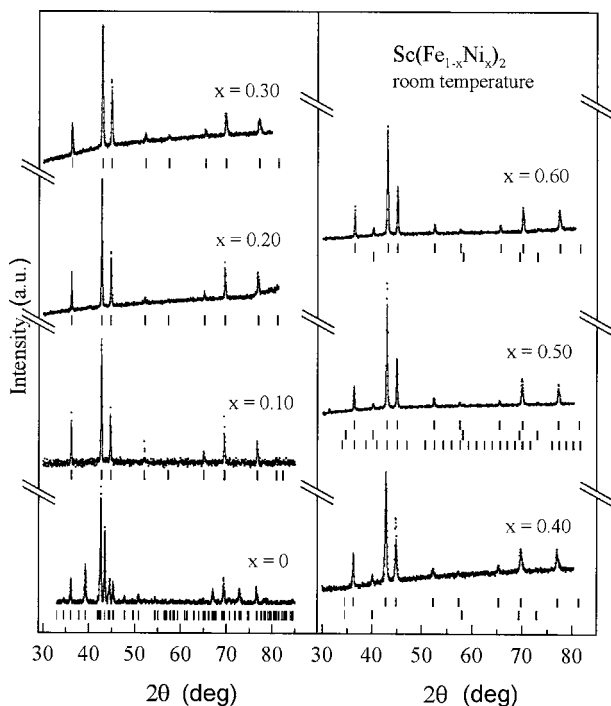 Sc(Fe1-xNix)2
room temperature
x = 0.30
x = 0.20
x = 0.10
x = 0
x = 0.60
x = 0.50
x = 0.40
Intensity (a.u.)
30 40 50 60 70 80
30 40 50 60 70 80
2θ (deg)
2θ (deg)